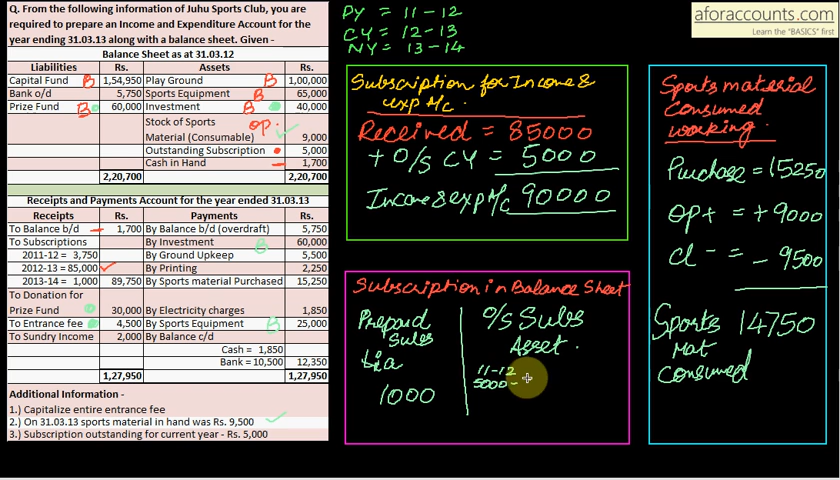 Q. From the following information of Juhu Sports Club, you are
required to prepare an Income and Expenditure Account for the
year ending 31.03.13 along with a balance sheet. Given -
Balance Sheet as at 31.03.12
Liabilities Rs. Assets Rs.
Capital Fund B 1,54,950 Play Ground B 1,00,000
Bank o/d 5,750 Sports Equipment B 65,000
Prize Fund B 60,000 Investment B 40,000
Stock of Sports op.
Material (Consumable) 9,000
Outstanding Subscription 5,000
Cash in Hand 1,700
2,20,700 2,20,700
Receipts and Payments Account for the year ended 31.03.13
Receipts Rs. Payments Rs.
To Balance b/d 1,700 By Balance b/d (overdraft) 5,750
To Subscriptions By Investment B 60,000
2011-12 = 3,750 By Ground Upkeep 5,500
2012-13 = 85,000 By Printing 2,250
2013-14 = 1,000 89,750 By Sports material Purchased 15,250
To Donation for
Prize Fund 30,000 By Electricity charges 1,850
To Entrance fee 4,500 By Sports Equipment B 25,000
To Sundry Income 2,000 By Balance c/d
Cash = 1,850
Bank = 10,500 12,350
1,27,950 1,27,950
Additional Information -
1.) Capitalize entire entrance fee
2.) On 31.03.13 sports material in hand was Rs. 9,500
3.) Subscription outstanding for current year - Rs. 5,000
PY = 11-12
CY = 12-13
NY = 13-14
aforaccounts.com
Learn the "BASICS" first
Subscription for Income &
exp A/c.
Received = 85000
+ O/S CY = 5000
Income & exp A/c 90000
Subscription in Balance Sheet
Prepaid
Subs
Lia
1000
O/S Subs
Asset.
11-12
5000 -
Sports material
Consumed
working.
Purchase = 15250
op+ = +9000
cl- = - 9500
Sports 14750
Mat
Consumed